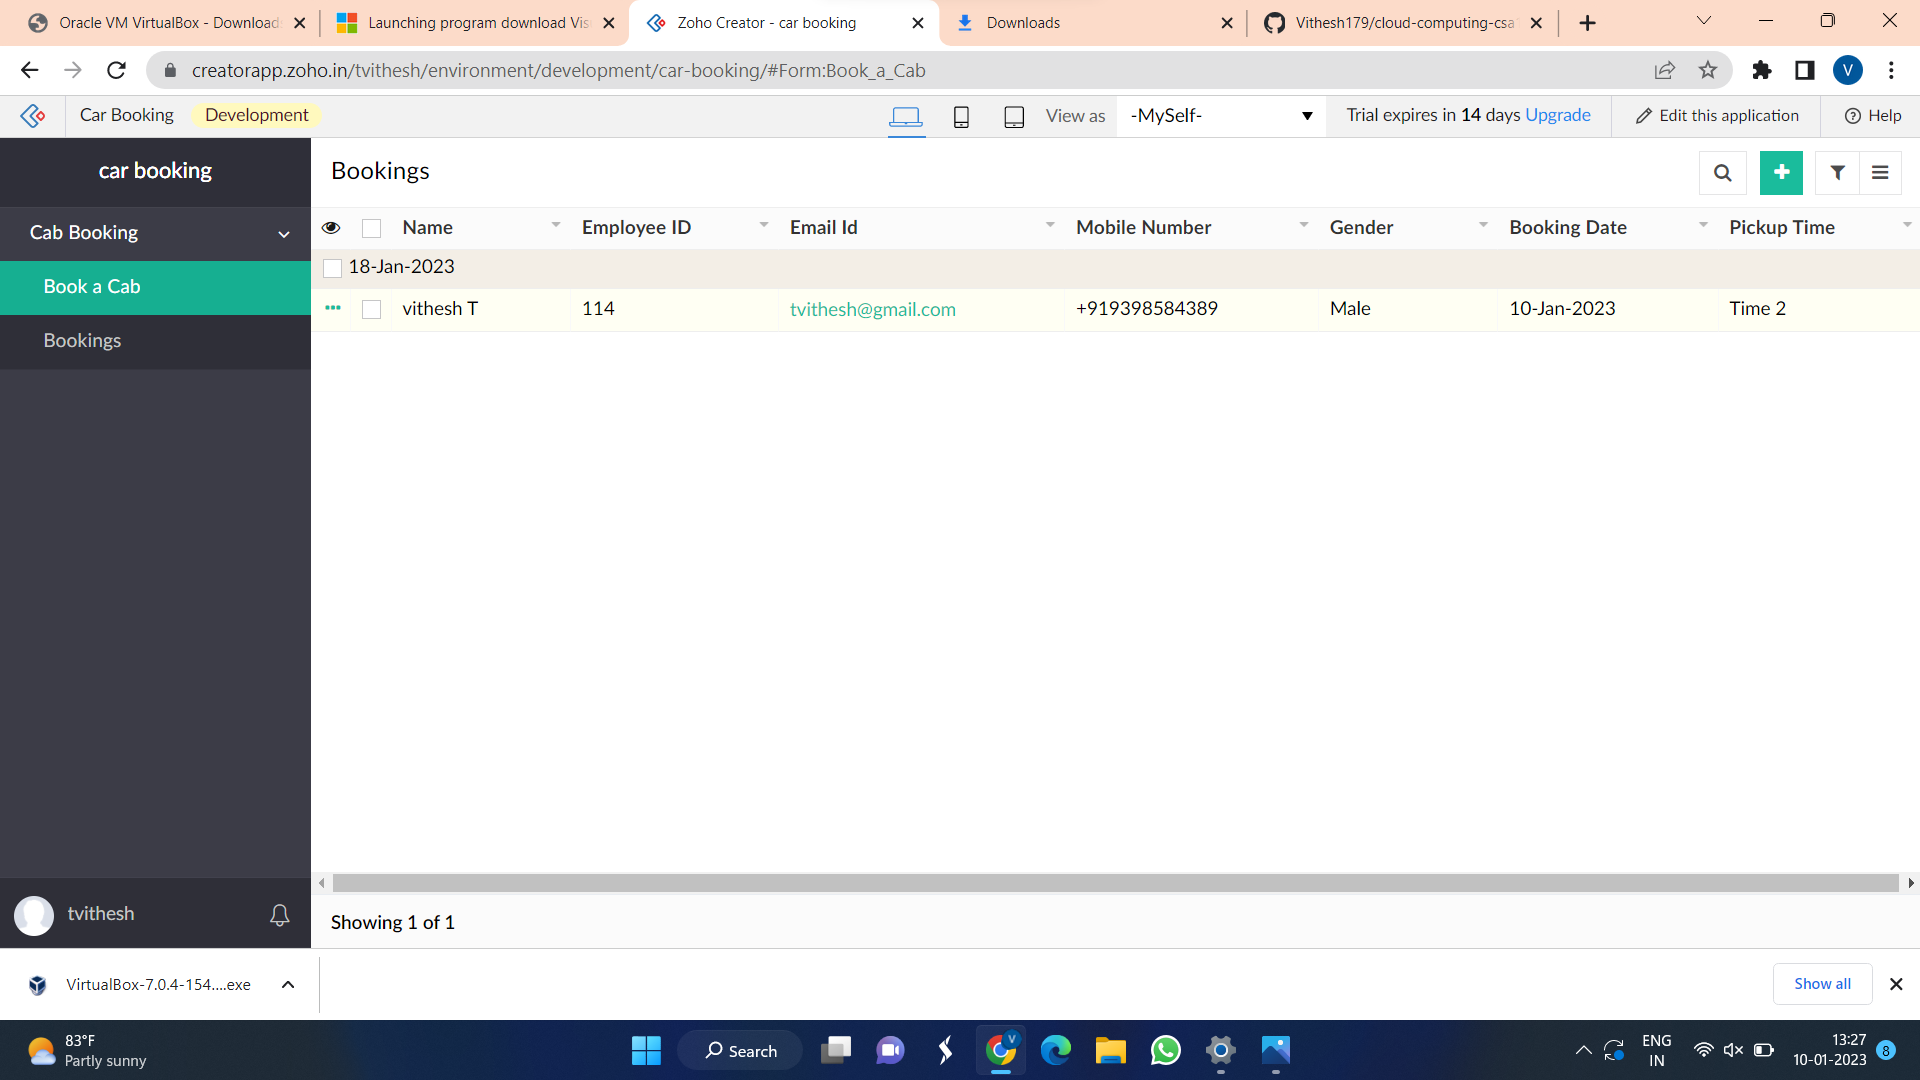 Oracle VM VirtualBox - Download
Launching program download Vis
Zoho Creator - car booking
Downloads
Vithesh179/cloud-computing-csa
creatorapp.zoho.in/tvithesh/environment/development/car-booking/#Form:Book_a_Cab
V
Car Booking
Development
View as
-MySelf-
Trial expires in 14 days Upgrade
Edit this application
Help
car booking
Cab Booking
Book a Cab
Bookings
Bookings
Name Employee ID Email Id Mobile Number Gender Booking Date Pickup Time
18-Jan-2023
vithesh T 114 tvithesh@gmail.com +919398584389 Male 10-Jan-2023 Time 2
tvithesh
Showing 1 of 1
VirtualBox-7.0.4-154....exe
Show all
83°F
Partly sunny
Search
V
ENG
IN
13:27
10-01-2023
8